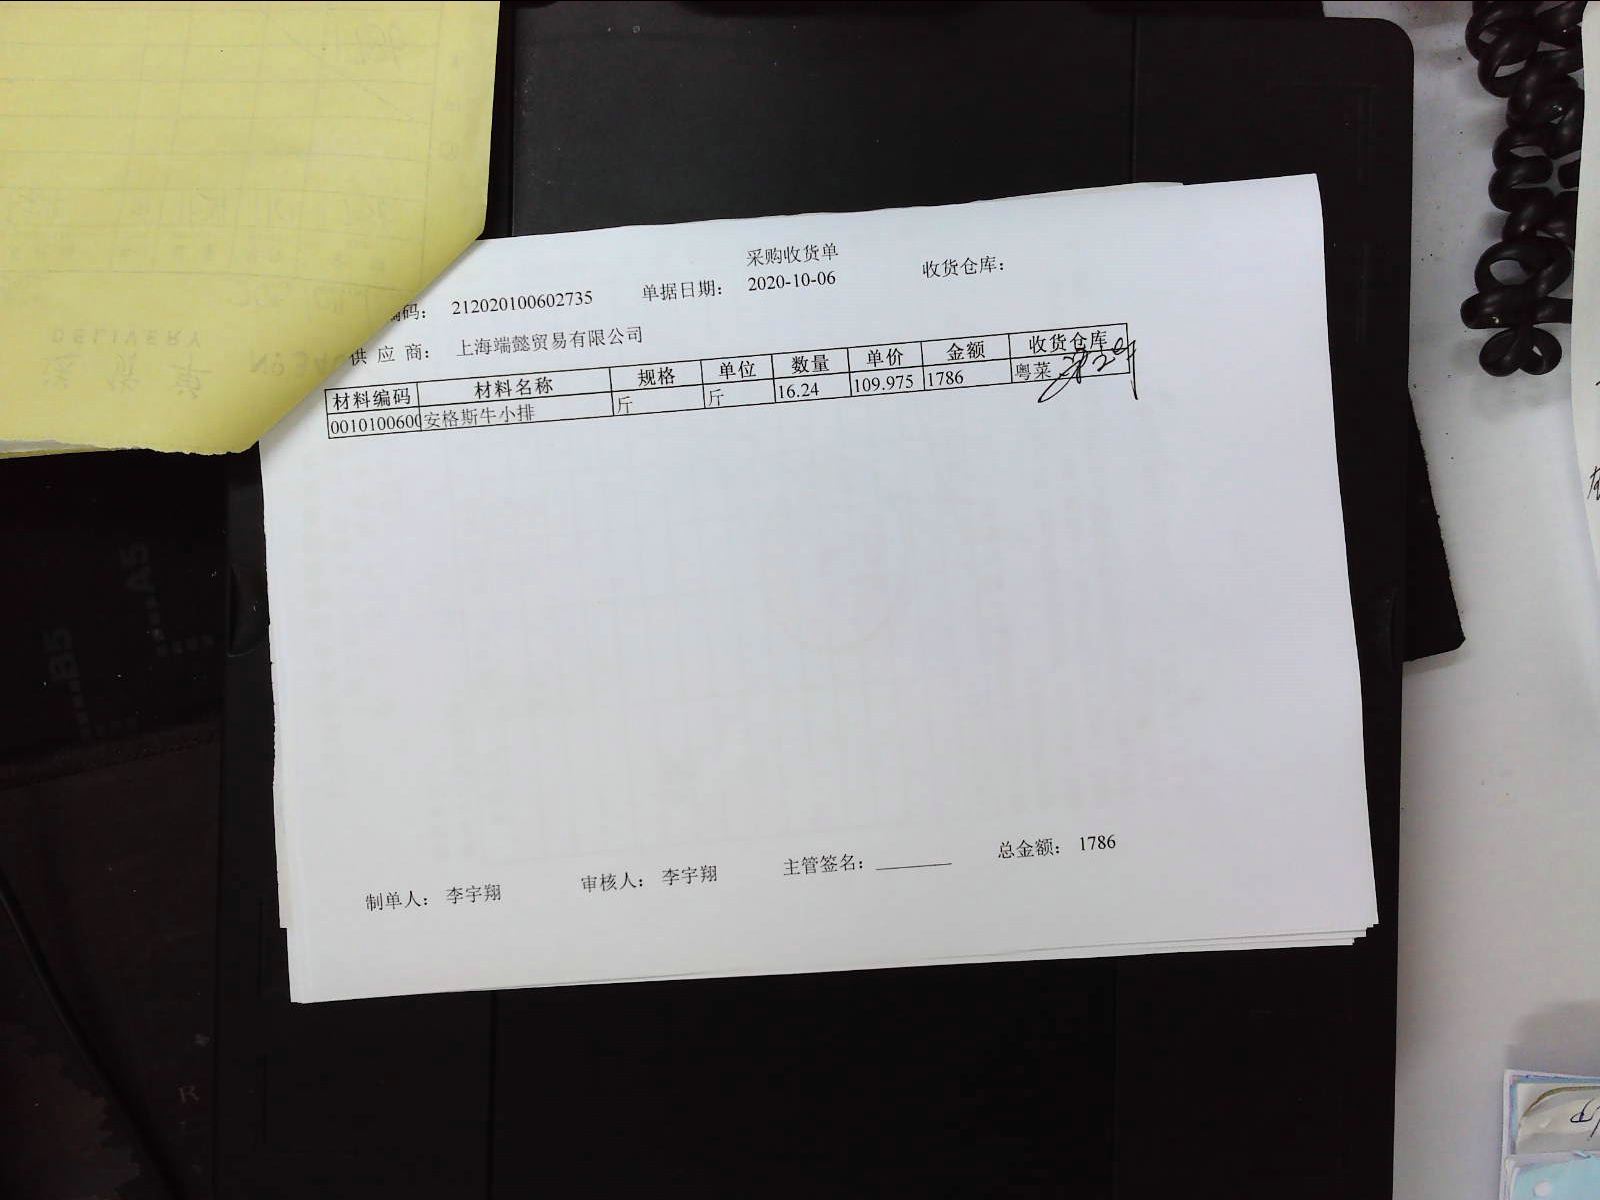 采购收货单
编码： 212020100602735 单据日期： 2020-10-06 收货仓库：
供 应 商： 上海端懿贸易有限公司
材料编码 材料名称 规格 单位 数量 单价 金额 收货仓库
0010100600 安格斯牛小排 斤 斤 16.24 109.975 1786 粤菜
制单人： 李宇翔 审核人： 李宇翔 主管签名： 总金额： 1786
DELIVERY
A5
B5
R